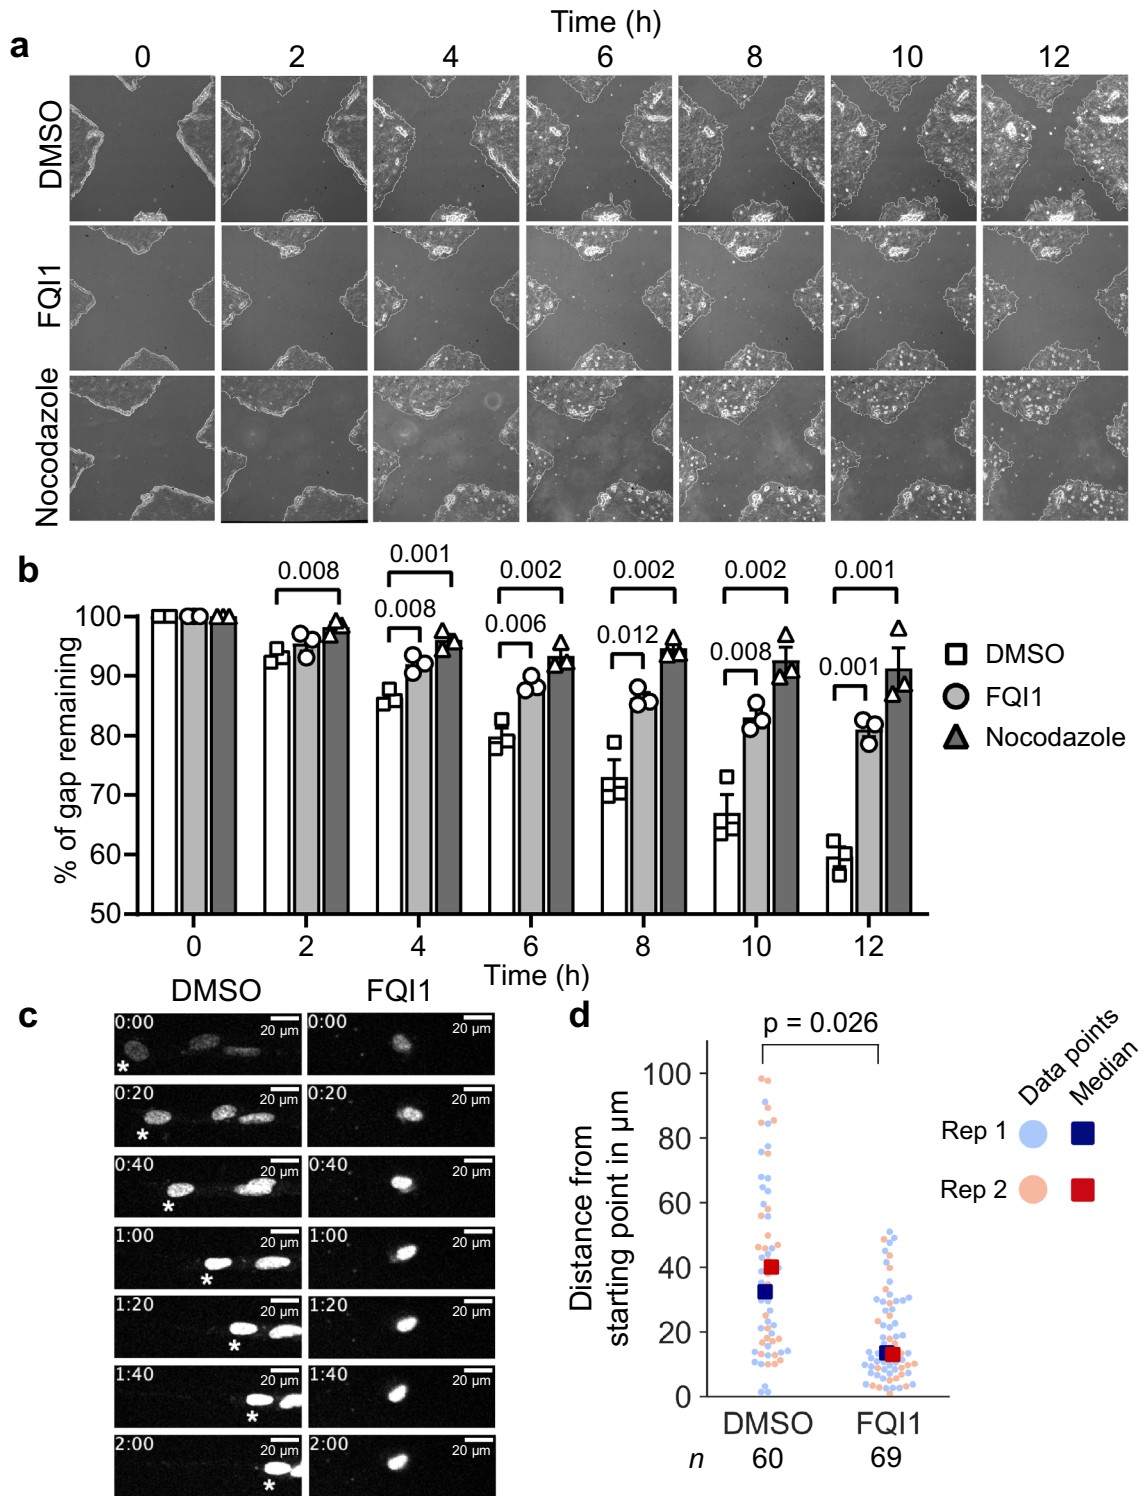 Time (h)
a
0 2 4 6 8 10 12
DMSO
FQI1
Nocodazole
b
0.008 0.001 0.002 0.002 0.002 0.001
0.008 0.006 0.012 0.008 0.001
% of gap remaining
100
90
80
70
60
50
0 2 4 6 8 10 12
Time (h)
DMSO
FQI1
Nocodazole
c
DMSO FQI1
0:00 20 µm 0:00 20 µm
*
0:20 20 µm 0:20 20 µm
*
0:40 20 µm 0:40 20 µm
*
1:00 20 µm 1:00 20 µm
*
1:20 20 µm 1:20 20 µm
*
1:40 20 µm 1:40 20 µm
*
2:00 20 µm 2:00 20 µm
*
d
p = 0.026
Distance from
starting point in µm
100
80
60
40
20
0
DMSO FQI1
n 60 69
Data points Median
Rep 1
Rep 2